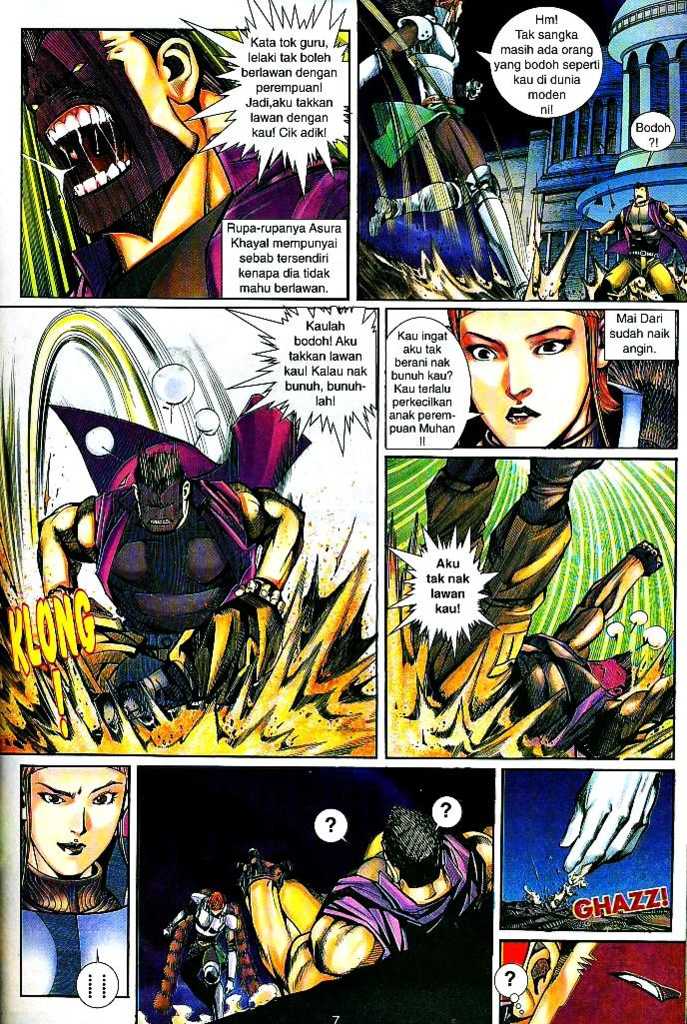 Kata tok guru,
lelaki tak boleh
berlawan dengan
perempuan!
Jadi,aku takkan
lawan dengan
kau! Cik adik!
Rupa-rupanya Asura
Khayal mempunyai
sebab tersendiri
kenapa dia tidak
mahu berlawan.
Hm!
Tak sangka
masih ada orang
yang bodoh seperti
kau di dunia
moden
ni!
Bodoh
?!
Kaulah
bodoh! Aku
takkan lawan
kau! Kalau nak
bunuh, bunuh-
lah!
KLONG
!
Kau ingat
aku tak
berani nak
bunuh kau?
Kau terlalu
perkecilkan
anak perem-
puan Muhan
!!
Mai Dari
sudah naik
angin.
Aku
tak nak
lawan
kau!
?
?
GHAZZ!
?
7